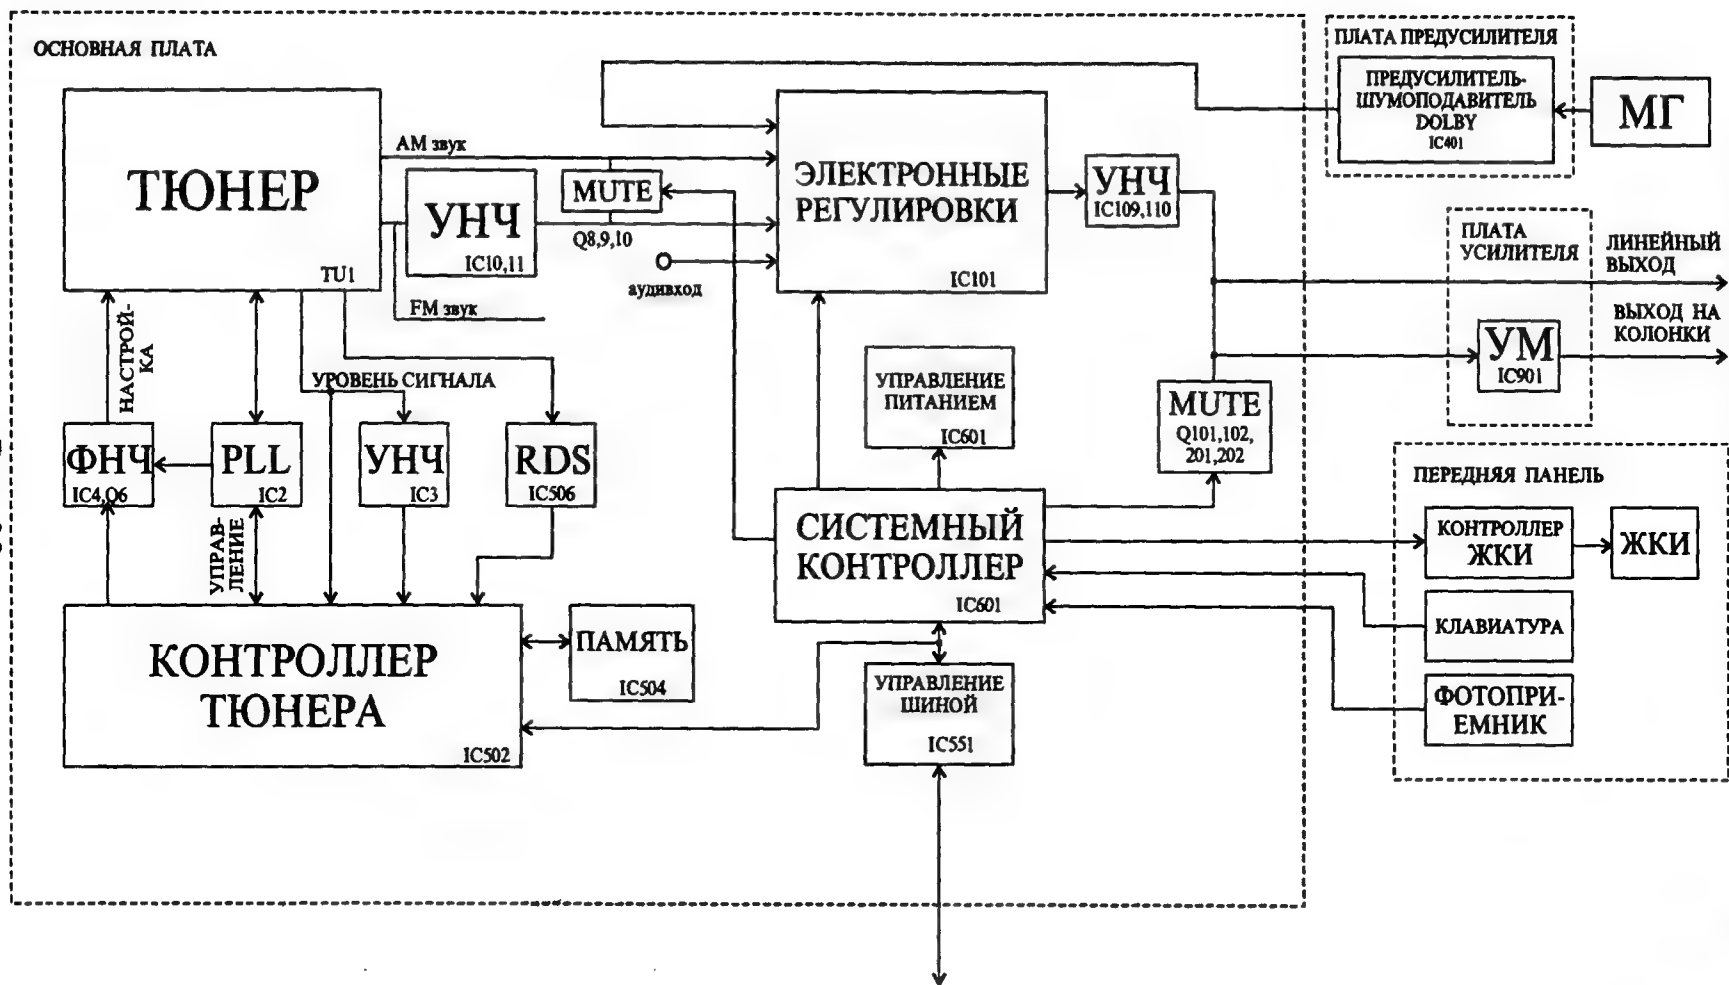 ОСНОВНАЯ ПЛАТА
ТЮНЕР
TU1
AM звук
УНЧ
IC10,11
FM звук
MUTE
Q8,9,10
аудивход
ЭЛЕКТРОННЫЕ
РЕГУЛИРОВКИ
IC101
УНЧ
IC109,110
ПЛАТА ПРЕДУСИЛИТЕЛЯ
ПРЕДУСИЛИТЕЛЬ-
ШУМОПОДАВИТЕЛЬ
DOLBY
IC401
МГ
ПЛАТА
УСИЛИТЕЛЯ
УМ
IC901
ЛИНЕЙНЫЙ
ВЫХОД
ВЫХОД НА
КОЛОНКИ
НАСТРОЙ-
КА
УРОВЕНЬ СИГНАЛА
ФНЧ
IC4,Q6
PLL
IC2
УНЧ
IC3
RDS
IC506
УПРАВ-
ЛЕНИЕ
УПРАВЛЕНИЕ
ПИТАНИЕМ
IC601
MUTE
Q101,102,
201,202
СИСТЕМНЫЙ
КОНТРОЛЛЕР
IC601
КОНТРОЛЛЕР
ТЮНЕРА
IC502
ПАМЯТЬ
IC504
УПРАВЛЕНИЕ
ШИНОЙ
IC551
ПЕРЕДНЯЯ ПАНЕЛЬ
КОНТРОЛЛЕР
ЖКИ
ЖКИ
КЛАВИАТУРА
ФОТОПРИ-
ЕМНИК